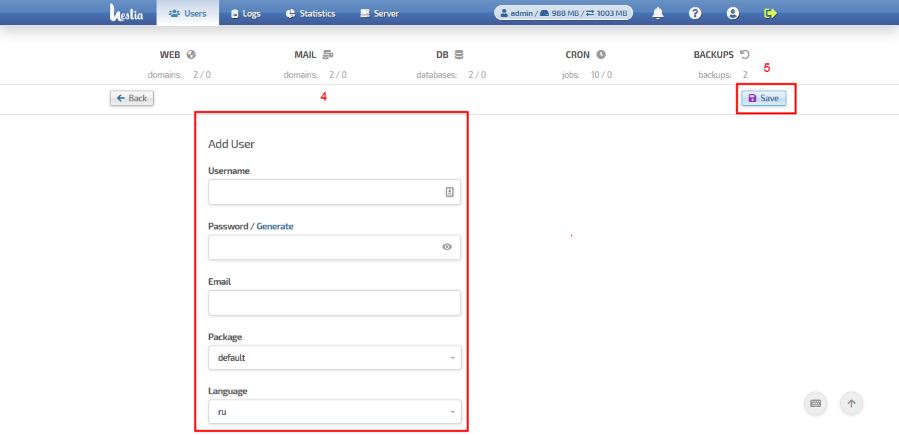 hestia Users Logs Statistics Server admin / 988 MB / 1003 MB
WEB MAIL DB CRON BACKUPS
domains: 2 / 0 domains: 2 / 0 databases: 2 / 0 jobs: 10 / 0 backups: 2
5
4
Back Save
Add User
Username
Password / Generate
Email
Package
default
Language
ru